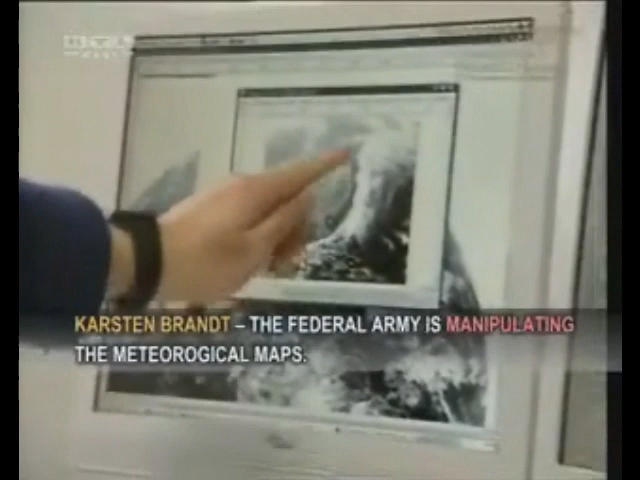 KARSTEN BRANDT – THE FEDERAL ARMY IS MANIPULATING
THE METEOROGICAL MAPS.